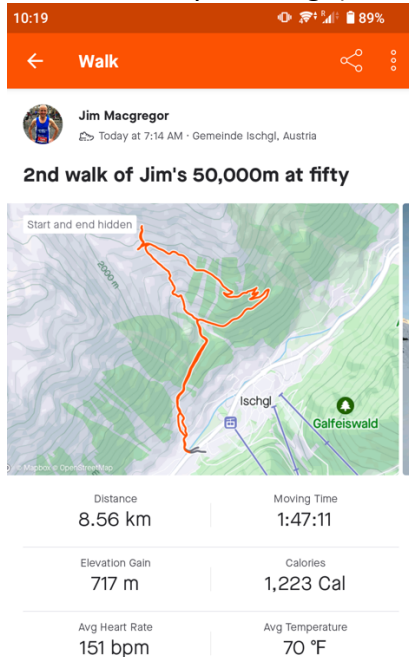 10:19
R
89%
Walk
Jim Macgregor
Today at 7:14 AM · Gemeinde Ischgl, Austria
2nd walk of Jim's 50,000m at fifty
Start and end hidden
2000 m
Ischgl
Galfeiswald
© Mapbox © OpenStreetMap
Distance
8.56 km
Moving Time
1:47:11
Elevation Gain
717 m
Calories
1,223 Cal
Avg Heart Rate
151 bpm
Avg Temperature
70 °F